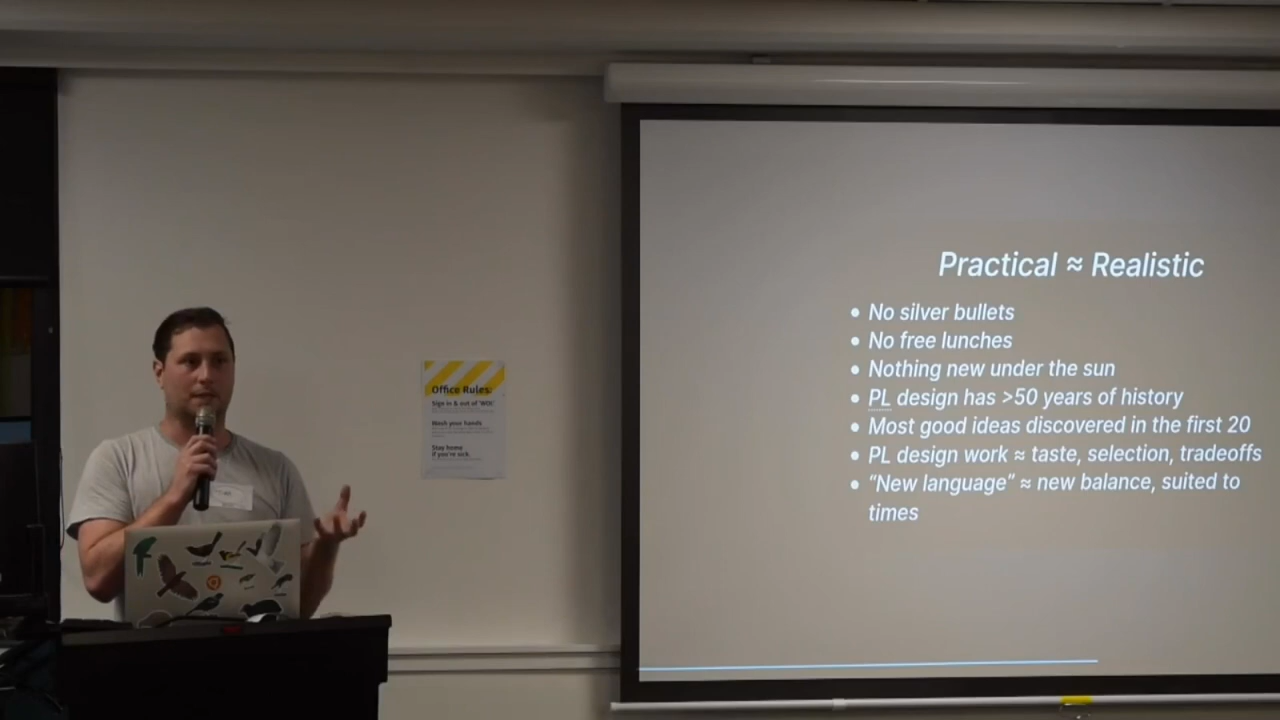 Office Rules
Sign in & out of
Wash your hands
Stay home
if you're sick.
Practical ≈ Realistic
• No silver bullets
• No free lunches
• Nothing new under the sun
• PL design has >50 years of history
• Most good ideas discovered in the first 20
• PL design work ≈ taste, selection, tradeoffs
• "New language" ≈ new balance, suited to
times